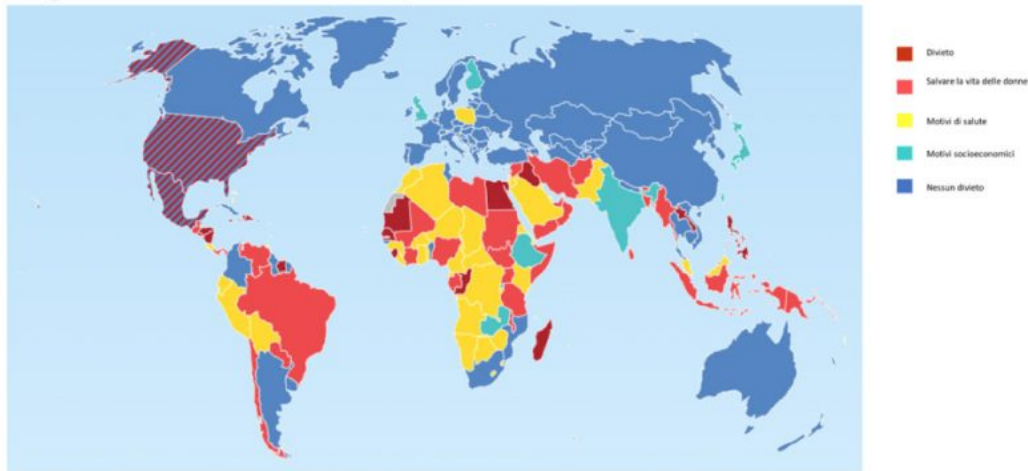 Divieto
Salvare la vita delle donne
Motivi di salute
Motivi socioeconomici
Nessun divieto